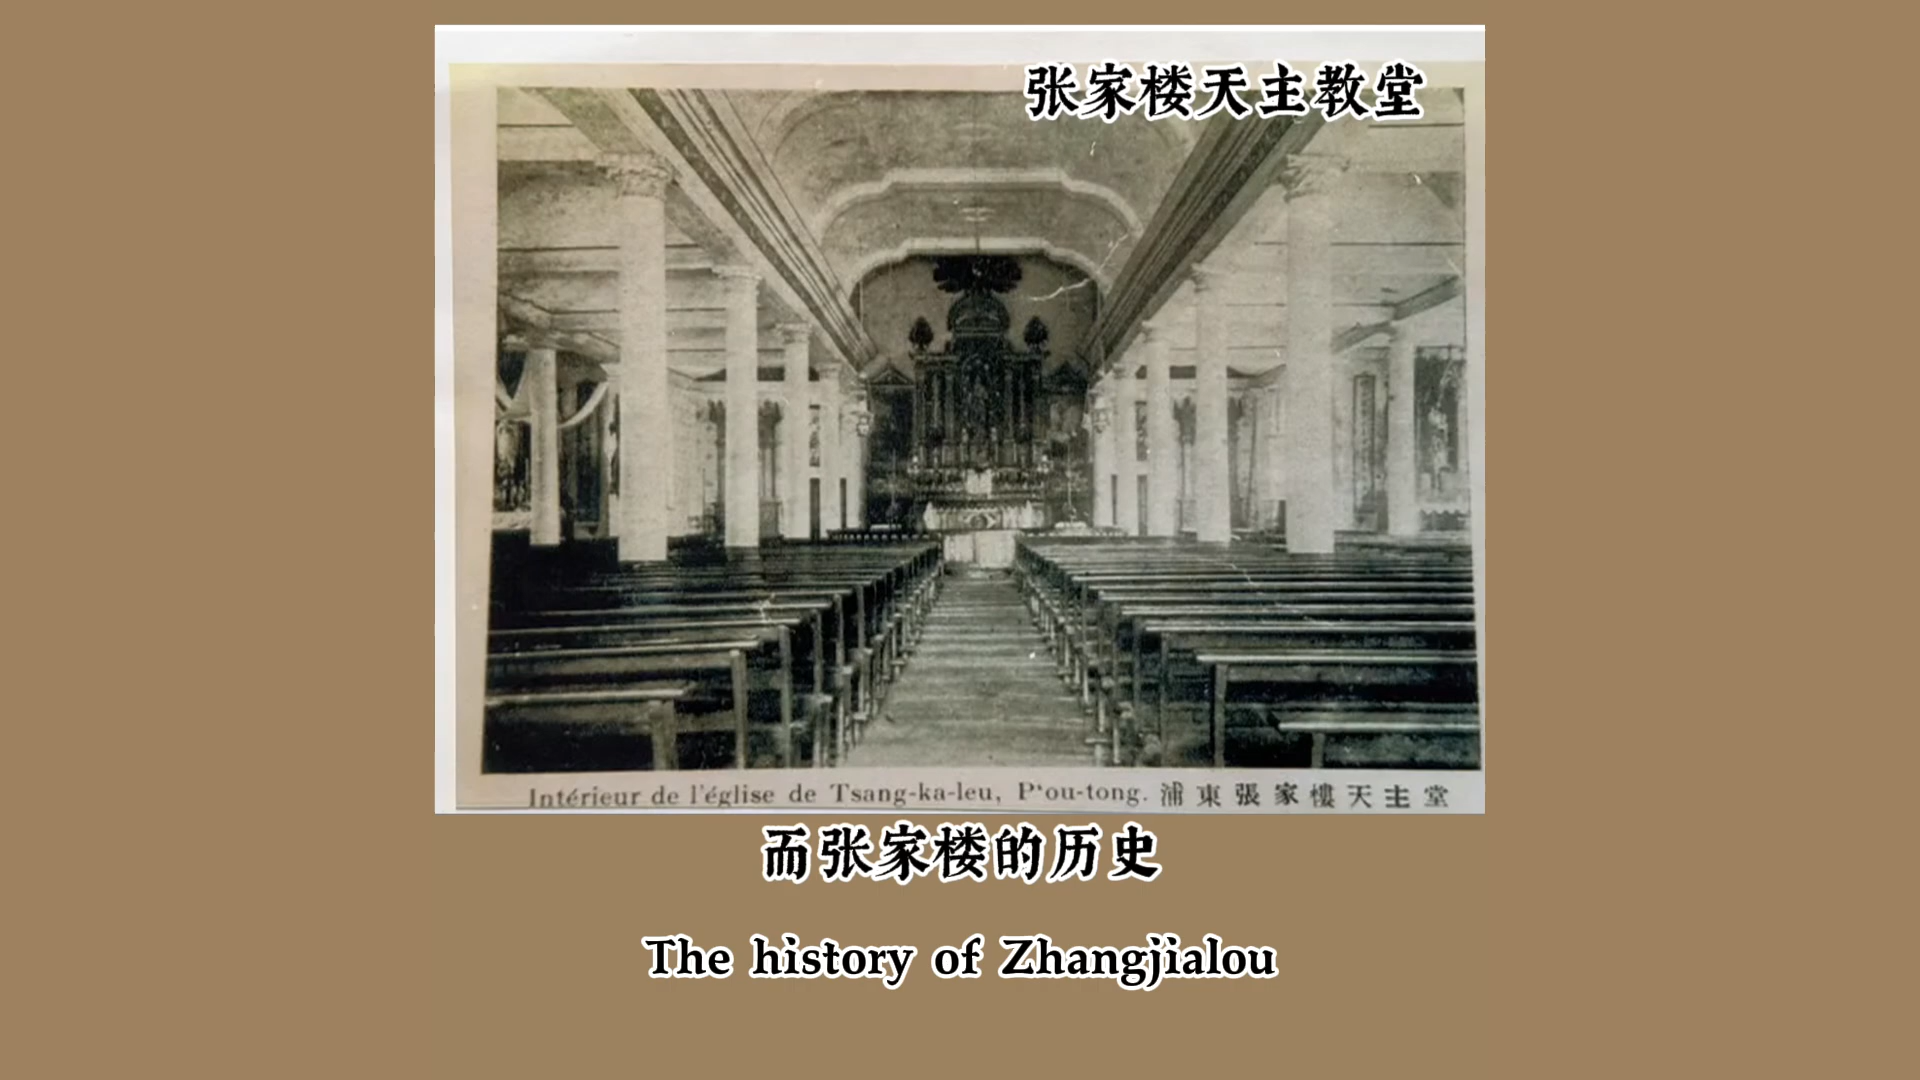 张家楼天主教堂
Intérieur de l'église de Tsang-ka-leu, P'ou-tong. 浦東張家樓天主堂
而张家楼的历史
The history of Zhangjialou